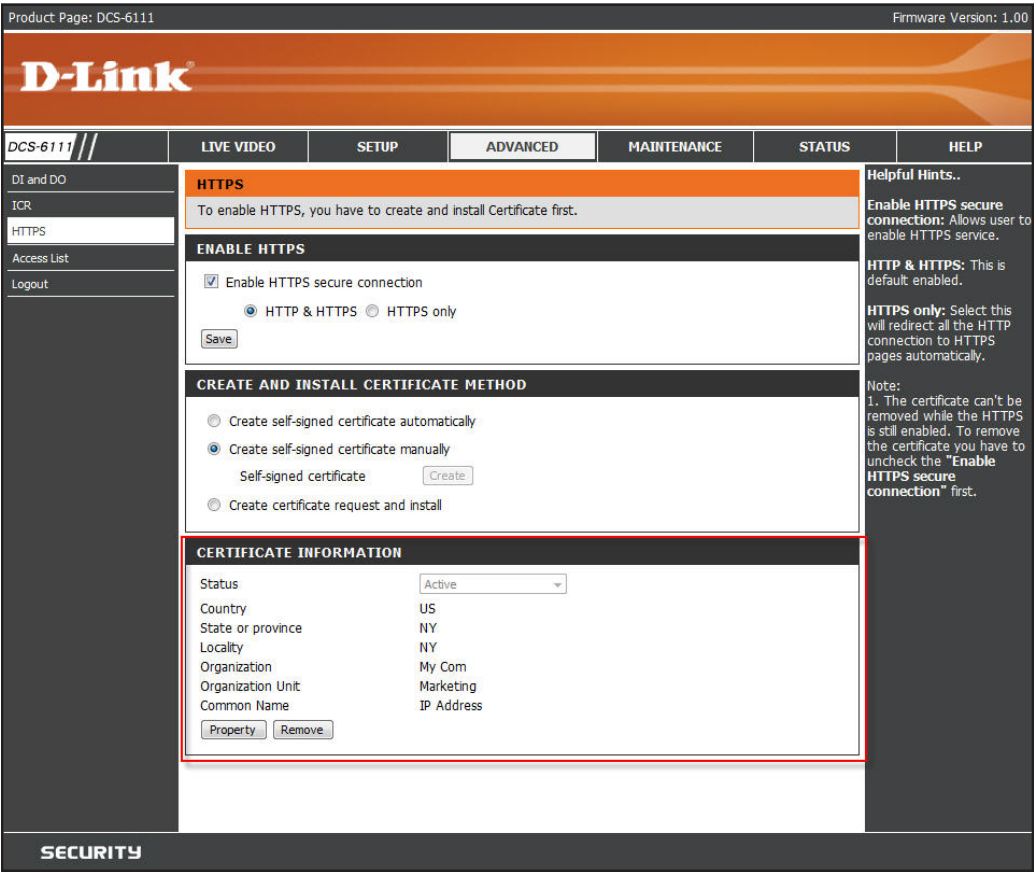 Product Page: DCS-6111
Firmware Version: 1.00
D-Link
DCS-6111
LIVE VIDEO
SETUP
ADVANCED
MAINTENANCE
STATUS
HELP
DI and DO
ICR
HTTPS
Access List
Logout
HTTPS
To enable HTTPS, you have to create and install Certificate first.
ENABLE HTTPS
Enable HTTPS secure connection
HTTP & HTTPS
HTTPS only
Save
CREATE AND INSTALL CERTIFICATE METHOD
Create self-signed certificate automatically
Create self-signed certificate manually
Self-signed certificate
Create
Create certificate request and install
CERTIFICATE INFORMATION
Status
Active
Country
US
State or province
NY
Locality
NY
Organization
My Com
Organization Unit
Marketing
Common Name
IP Address
Property
Remove
Helpful Hints..
Enable HTTPS secure
connection: Allows user to
enable HTTPS service.
HTTP & HTTPS: This is
default enabled.
HTTPS only: Select this
will redirect all the HTTP
connection to HTTPS
pages automatically.
Note:
1. The certificate can't be
removed while the HTTPS
is still enabled. To remove
the certificate you have to
uncheck the "Enable
HTTPS secure
connection" first.
SECURITY